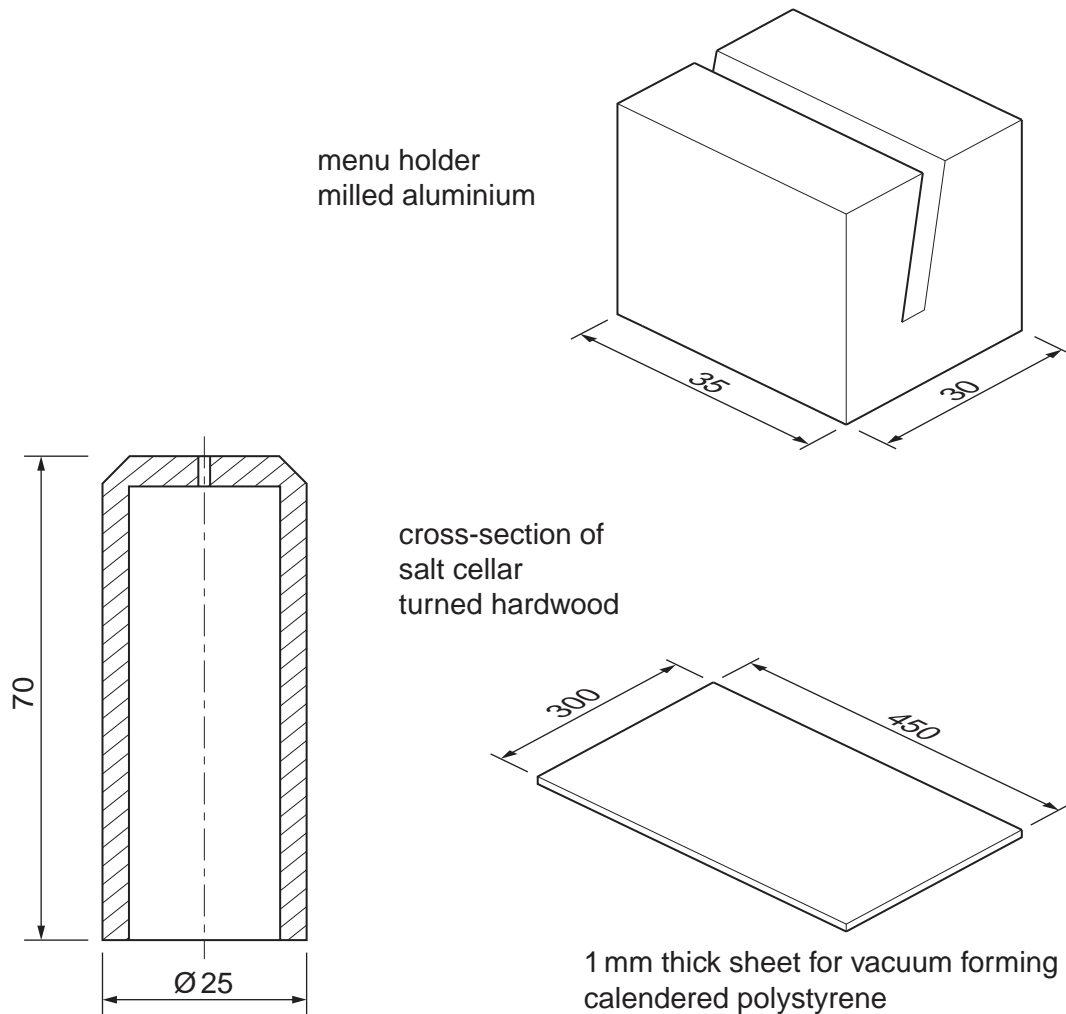 menu holder
milled aluminium
35
30
cross-section of
salt cellar
turned hardwood
70
Ø 25
300
450
1 mm thick sheet for vacuum forming
calendered polystyrene